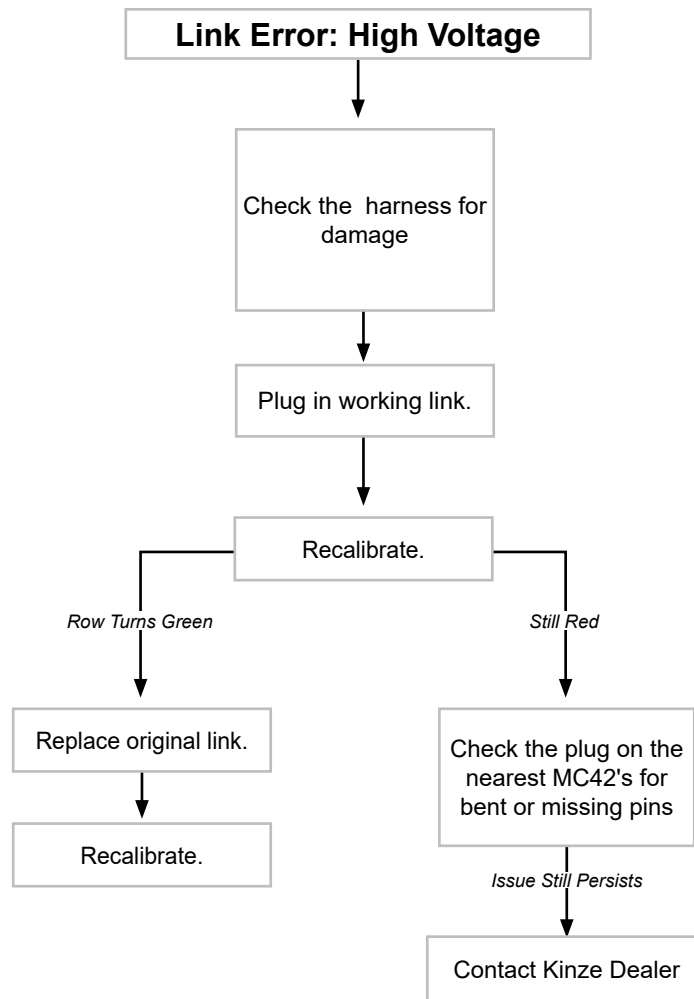 Link Error: High Voltage
Check the  harness for
damage
Plug in working link.
Recalibrate.
Row Turns Green
Still Red
Replace original link.
Check the plug on the
nearest MC42's for
bent or missing pins
Recalibrate.
Issue Still Persists
Contact Kinze Dealer